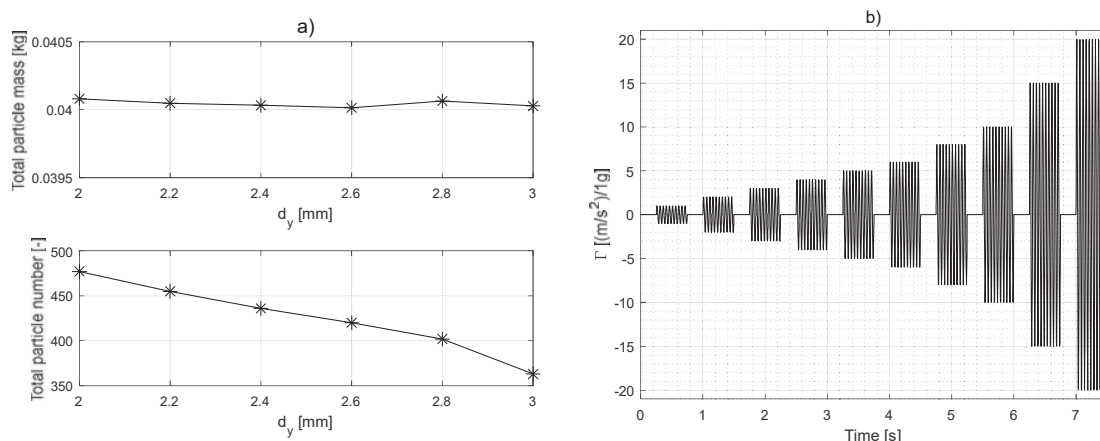 a)
Total particle mass [kg]
0.0405
0.04
0.0395
2 2.2 2.4 2.6 2.8 3
d_y [mm]
Total particle number [-]
500
450
400
350
2 2.2 2.4 2.6 2.8 3
d_y [mm]
b)
Γ [(m/s²)/1g]
20
15
10
5
0
-5
-10
-15
-20
0 1 2 3 4 5 6 7
Time [s]